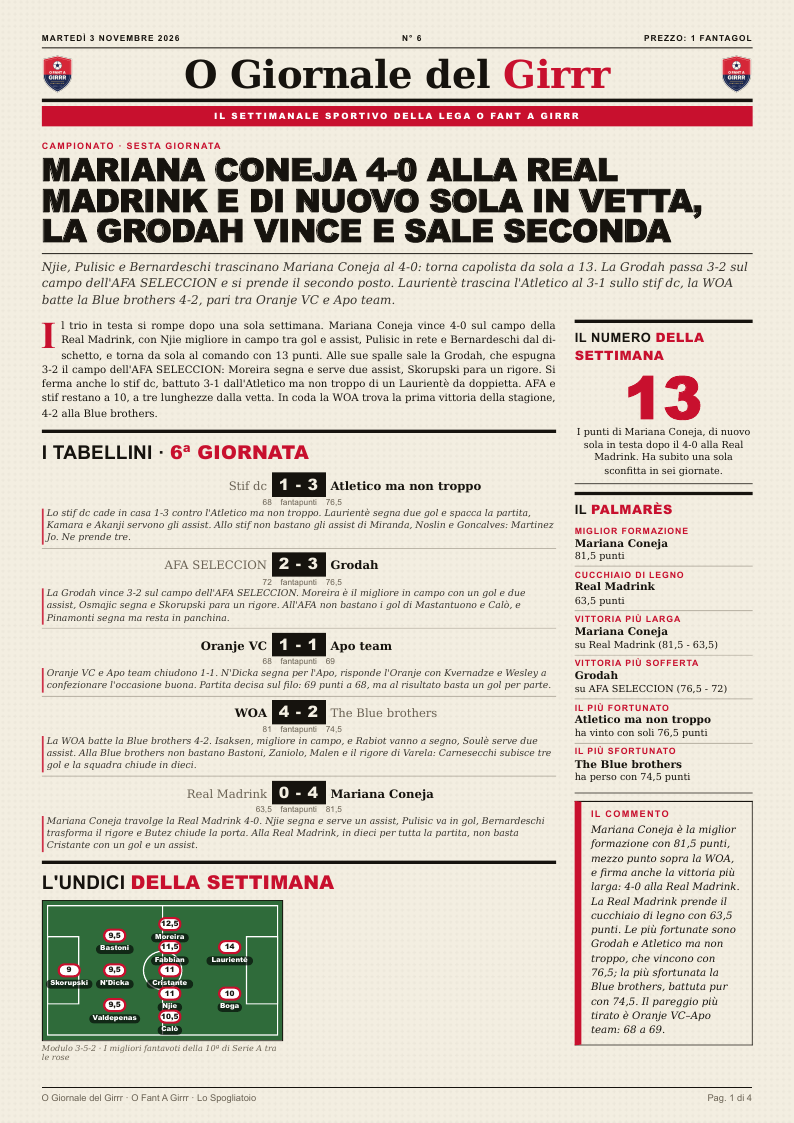 MARTEDÌ 3 NOVEMBRE 2026
N° 6
PREZZO: 1 FANTAGOL
O FANT A
GIRRR
O Giornale del Girrr
O FANT A
GIRRR
IL SETTIMANALE SPORTIVO DELLA LEGA O FANT A GIRRR
CAMPIONATO · SESTA GIORNATA
MARIANA CONEJA 4-0 ALLA REAL
MADRINK E DI NUOVO SOLA IN VETTA,
LA GRODAH VINCE E SALE SECONDA
Njie, Pulisic e Bernardeschi trascinano Mariana Coneja al 4-0: torna capolista da sola a 13. La Grodah passa 3-2 sul
campo dell'AFA SELECCION e si prende il secondo posto. Laurientè trascina l'Atletico al 3-1 sullo stif dc, la WOA
batte la Blue brothers 4-2, pari tra Oranje VC e Apo team.
Il trio in testa si rompe dopo una sola settimana. Mariana Coneja vince 4-0 sul campo della
Real Madrink, con Njie migliore in campo tra gol e assist, Pulisic in rete e Bernardeschi dal di-
schetto, e torna da sola al comando con 13 punti. Alle sue spalle sale la Grodah, che espugna
3-2 il campo dell'AFA SELECCION: Moreira segna e serve due assist, Skorupski para un rigore. Si
ferma anche lo stif dc, battuto 3-1 dall'Atletico ma non troppo di un Laurientè da doppietta. AFA e
stif restano a 10, a tre lunghezze dalla vetta. In coda la WOA trova la prima vittoria della stagione,
4-2 alla Blue brothers.
I TABELLINI · 6ª GIORNATA
Stif dc 1 - 3 Atletico ma non troppo
68 fantapunti 76,5
Lo stif dc cade in casa 1-3 contro l'Atletico ma non troppo. Laurientè segna due gol e spacca la partita,
Kamara e Akanji servono gli assist. Allo stif non bastano gli assist di Miranda, Noslin e Goncalves: Martinez
Jo. Ne prende tre.
AFA SELECCION 2 - 3 Grodah
72 fantapunti 76,5
La Grodah vince 3-2 sul campo dell'AFA SELECCION. Moreira è il migliore in campo con un gol e due
assist, Osmajic segna e Skorupski para un rigore. All'AFA non bastano i gol di Mastantuono e Calò, e
Pinamonti segna ma resta in panchina.
Oranje VC 1 - 1 Apo team
68 fantapunti 69
Oranje VC e Apo team chiudono 1-1. N'Dicka segna per l'Apo, risponde l'Oranje con Kvernadze e Wesley a
confezionare l'occasione buona. Partita decisa sul filo: 69 punti a 68, ma al risultato basta un gol per parte.
WOA 4 - 2 The Blue brothers
81 fantapunti 74,5
La WOA batte la Blue brothers 4-2. Isaksen, migliore in campo, e Rabiot vanno a segno, Soulè serve due
assist. Alla Blue brothers non bastano Bastoni, Zaniolo, Malen e il rigore di Varela: Carnesecchi subisce tre
gol e la squadra chiude in dieci.
Real Madrink 0 - 4 Mariana Coneja
63,5 fantapunti 81,5
Mariana Coneja travolge la Real Madrink 4-0. Njie segna e serve un assist, Pulisic va in gol, Bernardeschi
trasforma il rigore e Butez chiude la porta. Alla Real Madrink, in dieci per tutta la partita, non basta
Cristante con un gol e un assist.
L'UNDICI DELLA SETTIMANA
12,5
Moreira
9,5
Bastoni
11,5
Fabbian
14
Laurientè
9
Skorupski
9,5
N'Dicka
11
Cristante
11
Njie
10
Boga
9,5
Valdepenas
10,5
Calò
Modulo 3-5-2 · I migliori fantavoti della 10ª di Serie A tra
le rose
IL NUMERO DELLA
SETTIMANA
13
I punti di Mariana Coneja, di nuovo
sola in testa dopo il 4-0 alla Real
Madrink. Ha subito una sola
sconfitta in sei giornate.
IL PALMARÈS
MIGLIOR FORMAZIONE
Mariana Coneja
81,5 punti
CUCCHIAIO DI LEGNO
Real Madrink
63,5 punti
VITTORIA PIÙ LARGA
Mariana Coneja
su Real Madrink (81,5 - 63,5)
VITTORIA PIÙ SOFFERTA
Grodah
su AFA SELECCION (76,5 - 72)
IL PIÙ FORTUNATO
Atletico ma non troppo
ha vinto con soli 76,5 punti
IL PIÙ SFORTUNATO
The Blue brothers
ha perso con 74,5 punti
IL COMMENTO
Mariana Coneja è la miglior
formazione con 81,5 punti,
mezzo punto sopra la WOA,
e firma anche la vittoria più
larga: 4-0 alla Real Madrink.
La Real Madrink prende il
cucchiaio di legno con 63,5
punti. Le più fortunate sono
Grodah e Atletico ma non
troppo, che vincono con
76,5; la più sfortunata la
Blue brothers, battuta pur
con 74,5. Il pareggio più
tirato è Oranje VC–Apo
team: 68 a 69.
O Giornale del Girrr · O Fant A Girrr · Lo Spogliatoio
Pag. 1 di 4